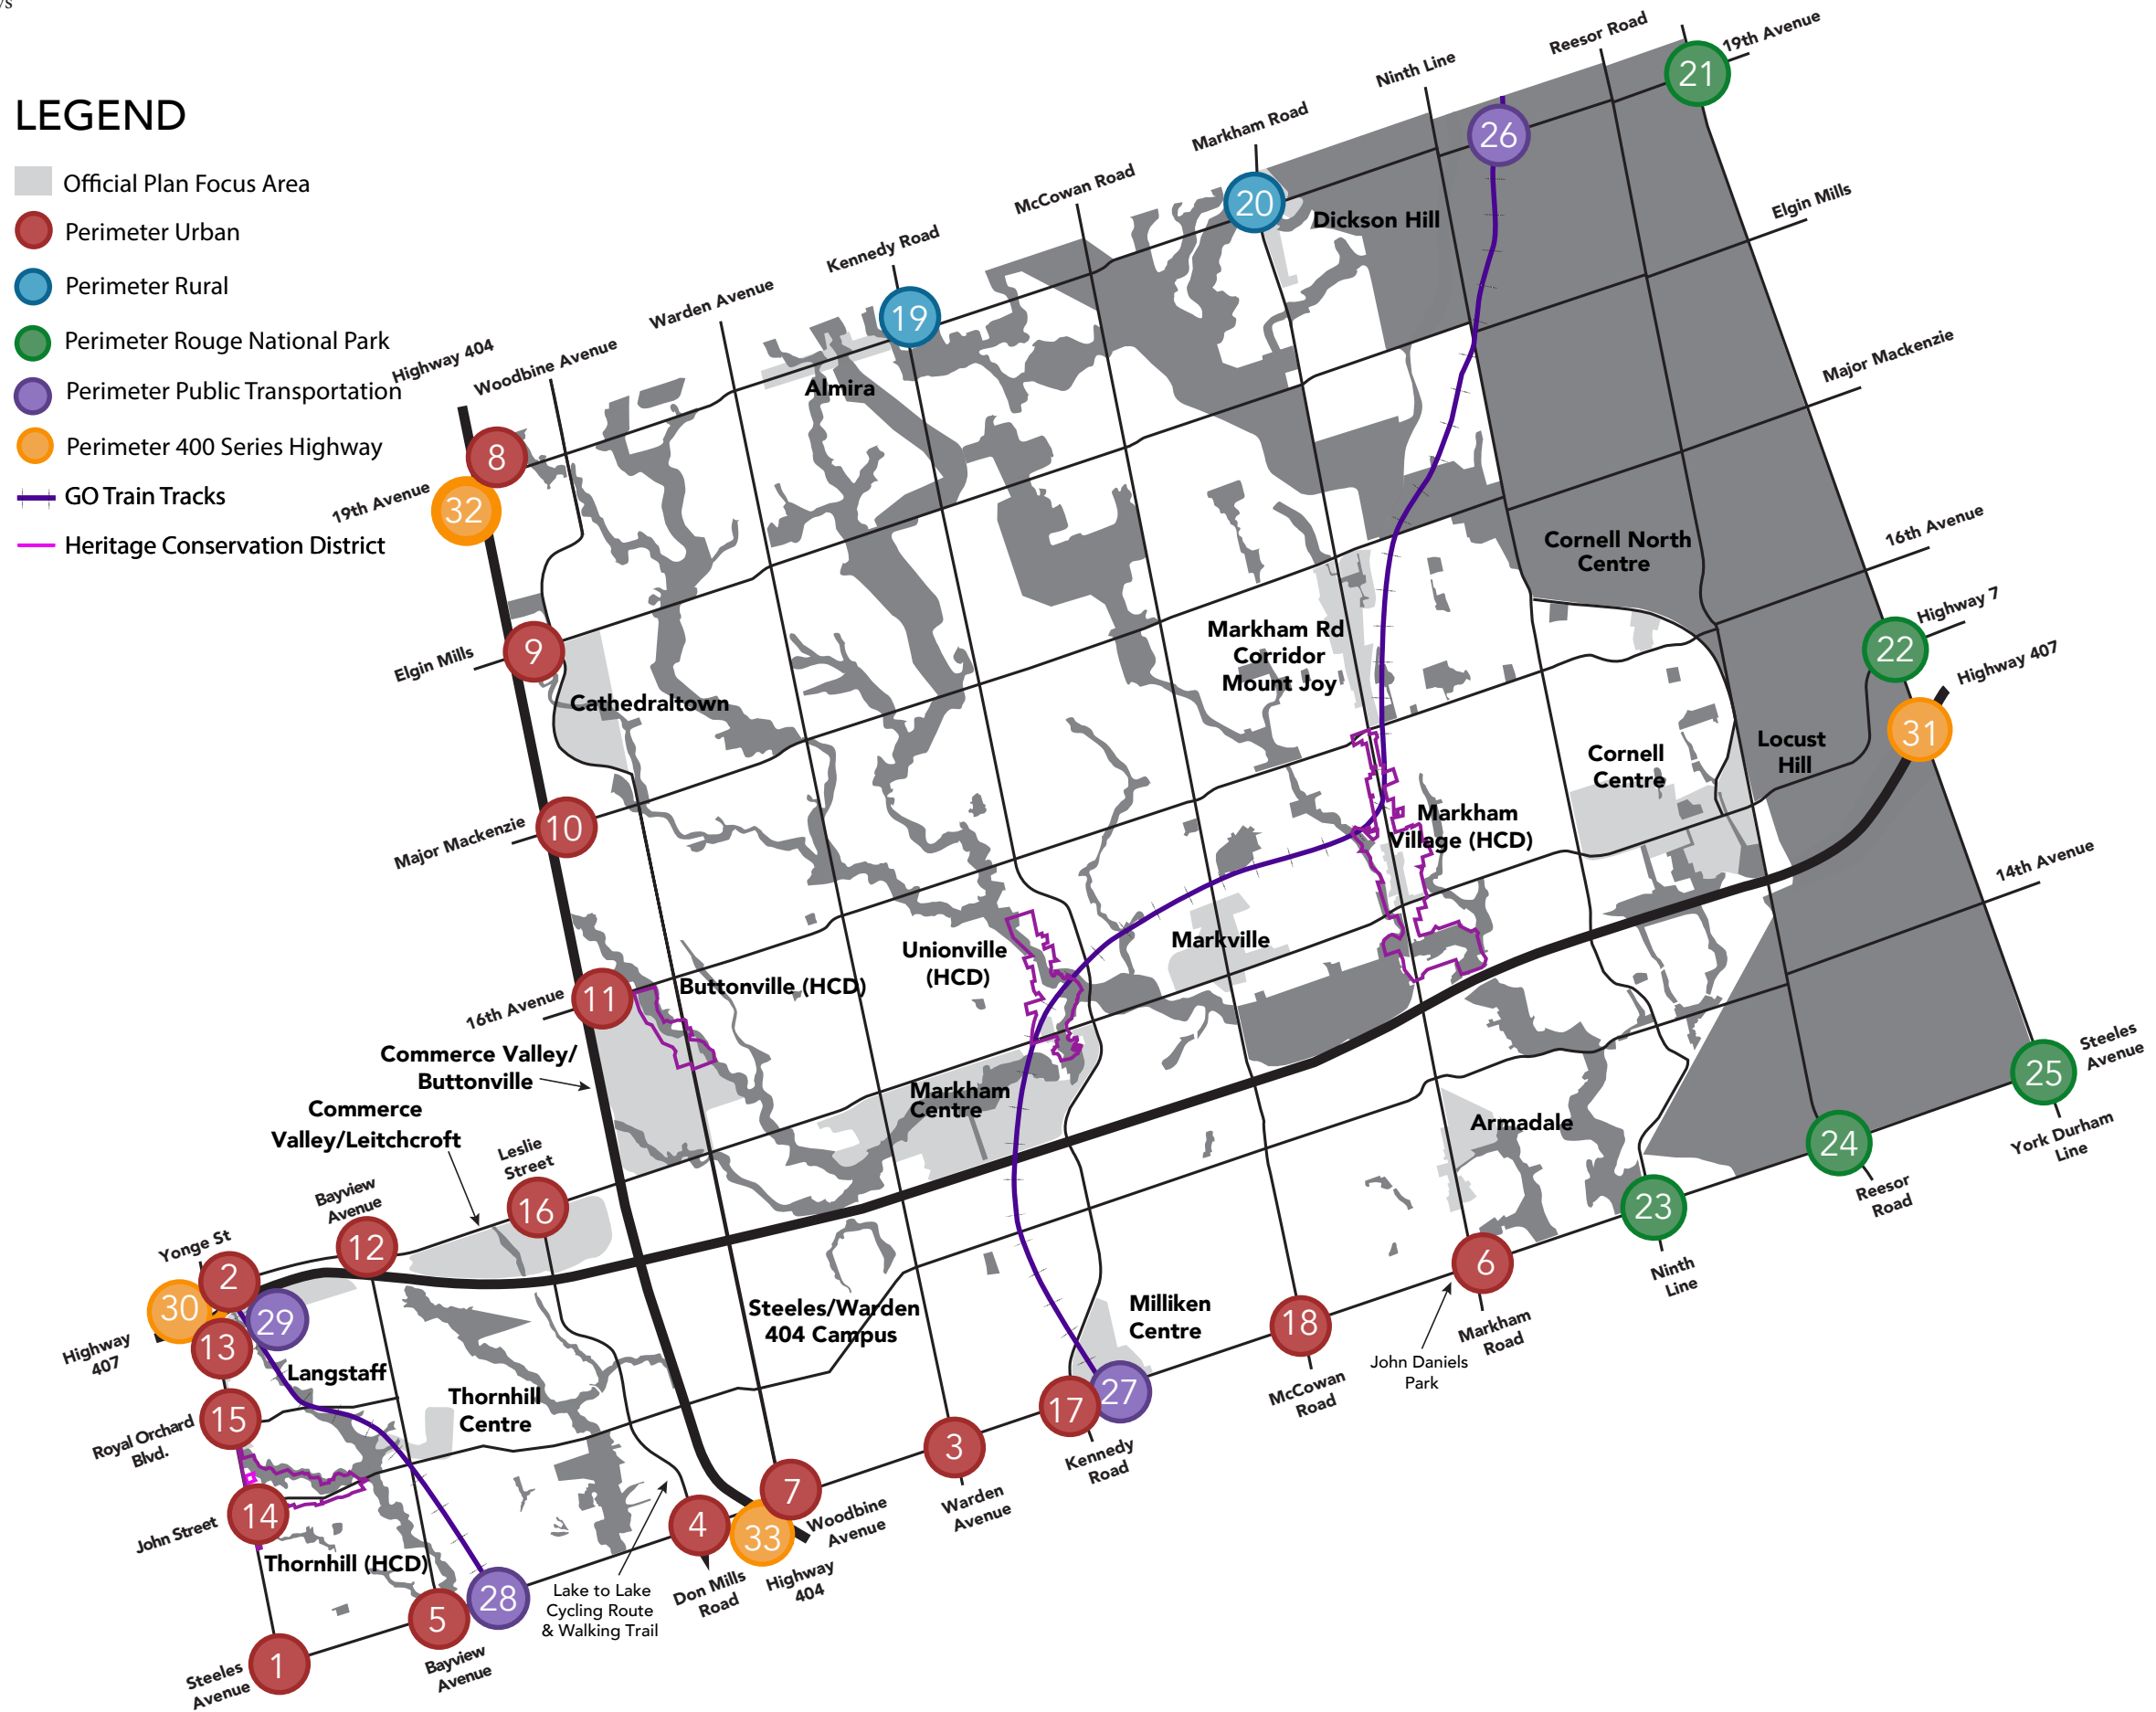 LEGEND
Official Plan Focus Area
Perimeter Urban
Perimeter Rural
Perimeter Rouge National Park
Perimeter Public Transportation
Perimeter 400 Series Highway
GO Train Tracks
Heritage Conservation District
Highway 404
Woodbine Avenue
Warden Avenue
Kennedy Road
McCowan Road
Markham Road
Ninth Line
Reesor Road
19th Avenue
21
26
20
Dickson Hill
Elgin Mills
19
Almira
Major Mackenzie
8
19th Avenue
32
Cornell North
Centre
16th Avenue
Highway 7
22
Highway 407
31
Elgin Mills
9
Cathedraltown
Markham Rd
Corridor
Mount Joy
Cornell
Centre
Locust
Hill
Major Mackenzie
10
Markham
Village (HCD)
14th Avenue
16th Avenue
11
Buttonville (HCD)
Unionville
(HCD)
Markville
Commerce Valley/
Buttonville
Markham
Centre
Armadale
Steeles
Avenue
25
York Durham
Line
24
Reesor
Road
23
Ninth
Line
Commerce
Valley/Leitchcroft
Leslie
Street
16
Bayview
Avenue
12
Yonge St
2
30
29
13
Highway
407
Langstaff
Steeles/Warden
404 Campus
Milliken
Centre
18
McCowan
Road
6
Markham
Road
John Daniels
Park
15
Royal Orchard
Blvd.
Thornhill
Centre
17
27
Kennedy
Road
3
Warden
Avenue
7
Woodbine
Avenue
4
33
Don Mills
Road
Highway
404
14
John Street
Thornhill (HCD)
Lake to Lake
Cycling Route
& Walking Trail
28
5
Bayview
Avenue
1
Steeles
Avenue